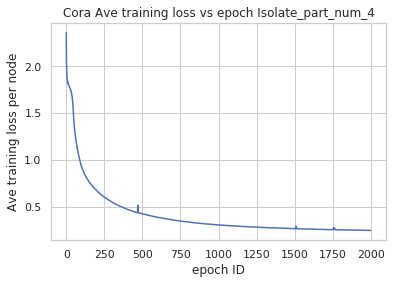 Cora Ave training loss vs epoch Isolate_part_num_4
Ave training loss per node
2.0
1.5
1.0
0.5
0 250 500 750 1000 1250 1500 1750 2000
epoch ID